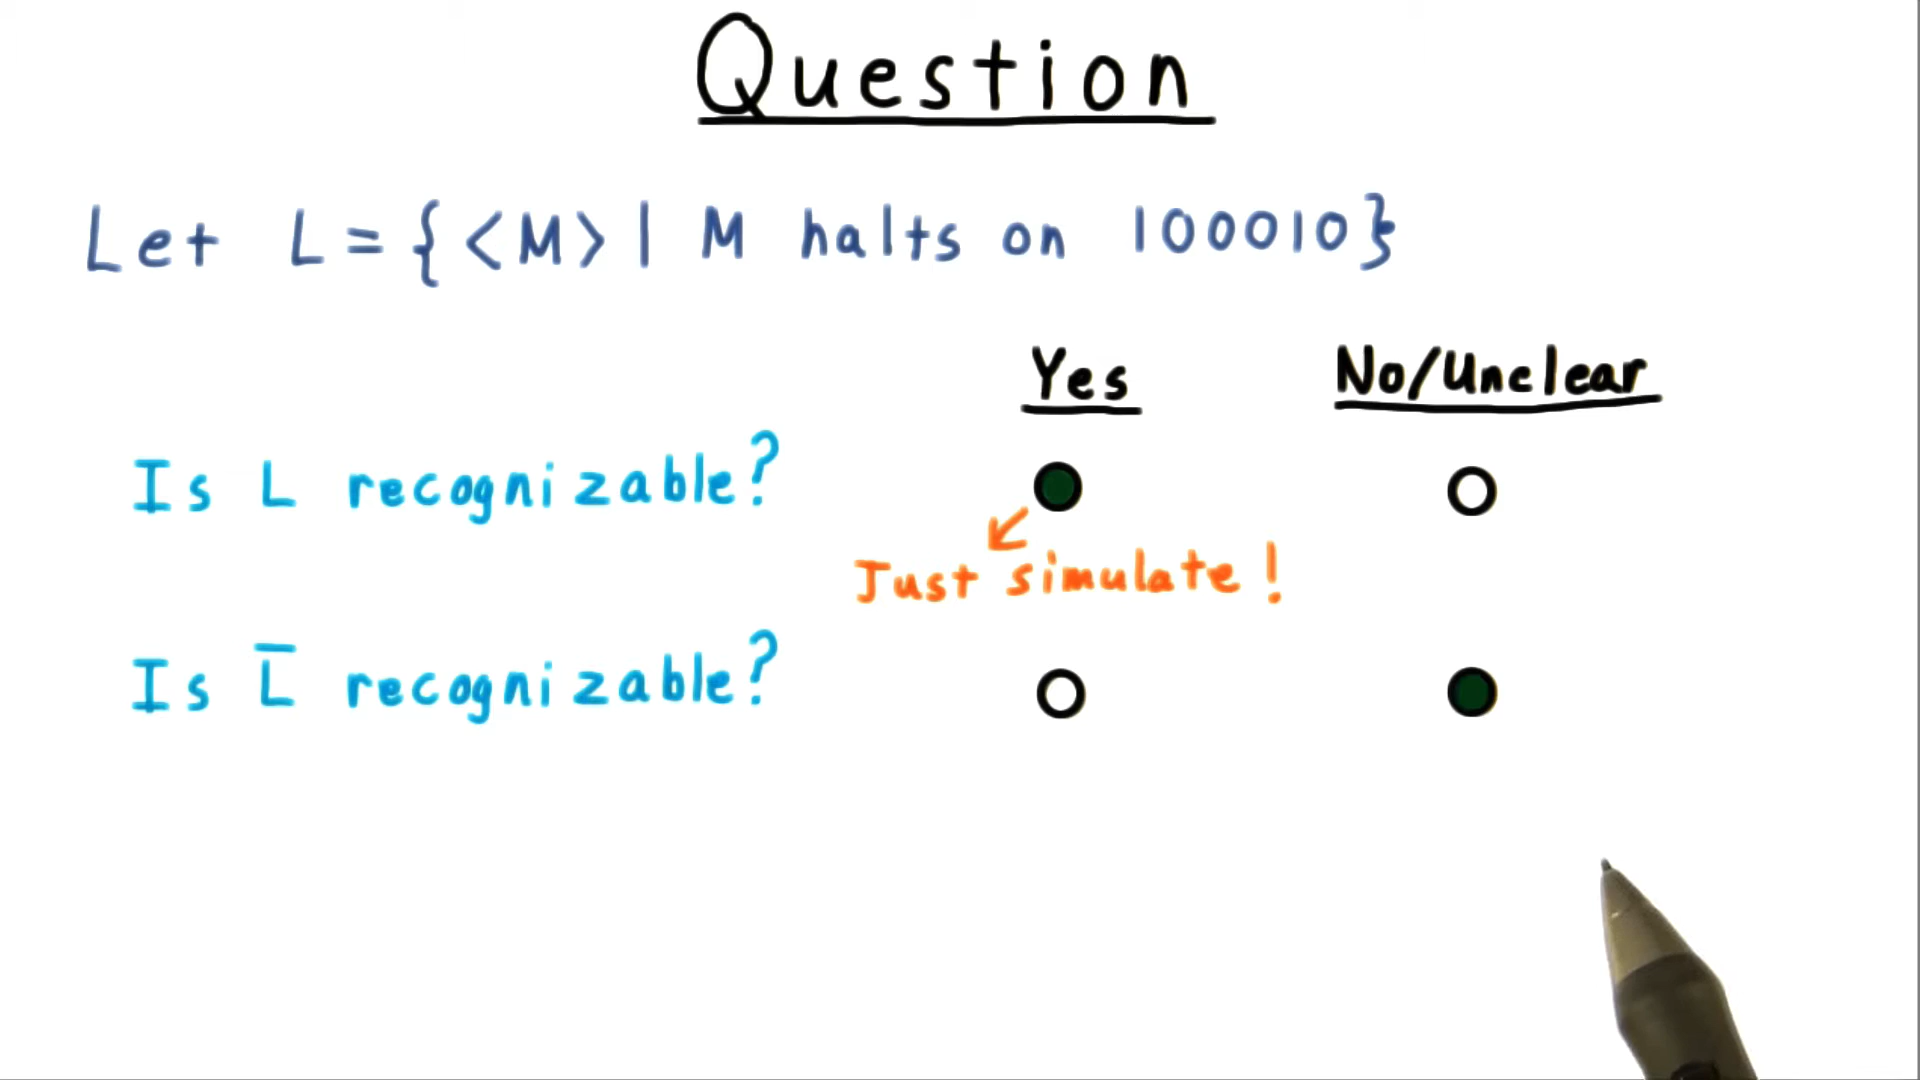 Question
Let L = { <M> | M halts on 100010}
Yes No/Unclear
Is L recognizable?
Just simulate!
Is L̅ recognizable?